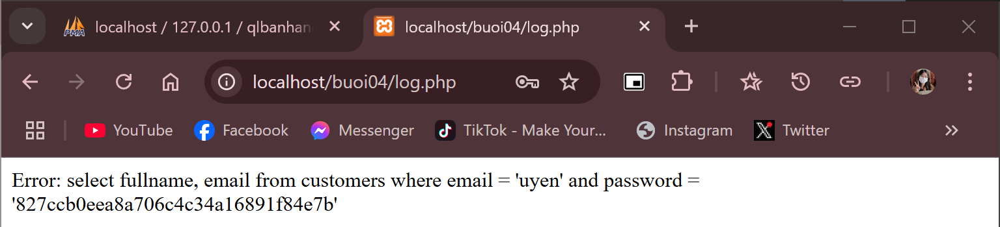 PMA localhost / 127.0.0.1 / qlbanhan
localhost/buoi04/log.php
localhost/buoi04/log.php
YouTube Facebook Messenger TikTok - Make Your... Instagram Twitter
Error: select fullname, email from customers where email = 'uyen' and password =
'827ccb0eea8a706c4c34a16891f84e7b'